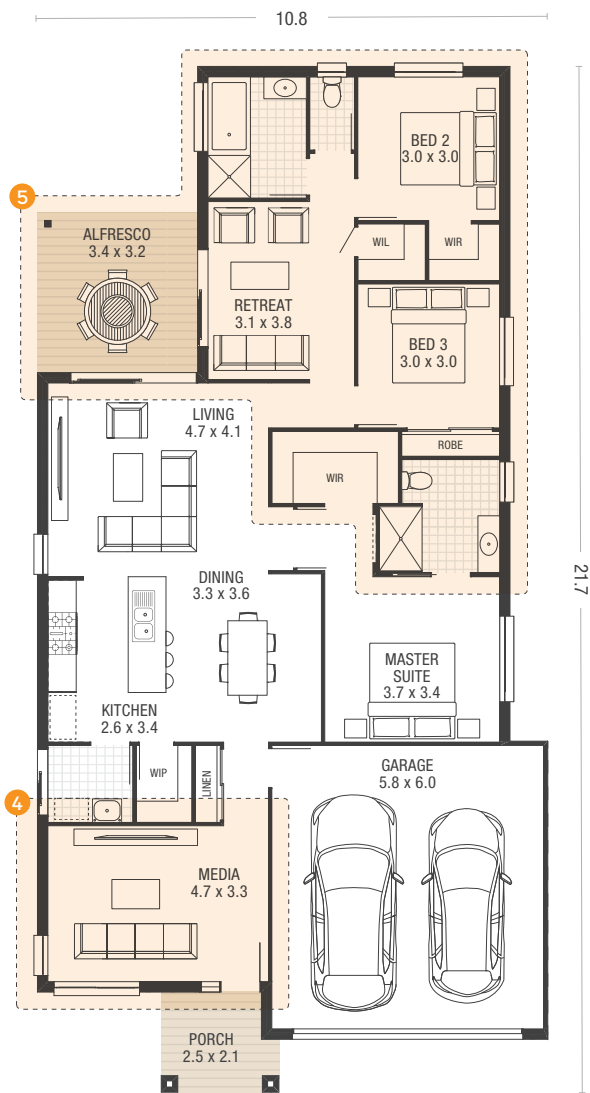 10.8
BED 2
3.0 x 3.0
5
ALFRESCO
3.4 x 3.2
WIL
WIR
RETREAT
3.1 x 3.8
BED 3
3.0 x 3.0
LIVING
4.7 x 4.1
ROBE
WIR
21.7
DINING
3.3 x 3.6
MASTER
SUITE
3.7 x 3.4
KITCHEN
2.6 x 3.4
WIP
LINEN
GARAGE
5.8 x 6.0
4
MEDIA
4.7 x 3.3
PORCH
2.5 x 2.1